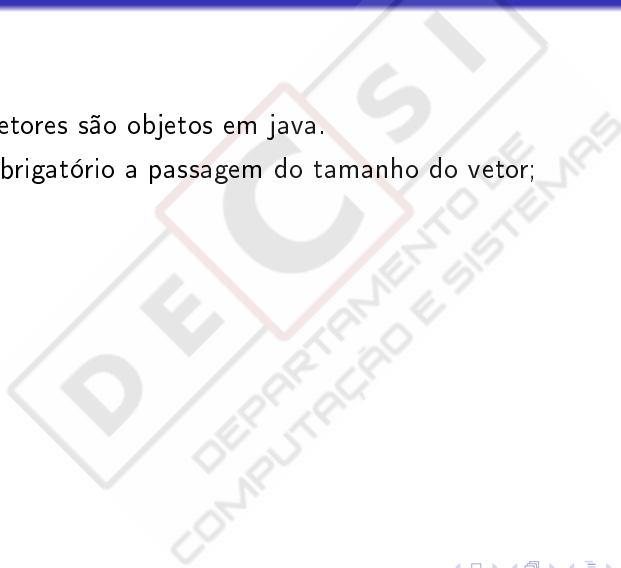 etores são objetos em java.
brigatório a passagem do tamanho do vetor;
DECSI
DEPARTAMENTO DE
COMPUTAÇÃO E SISTEMAS